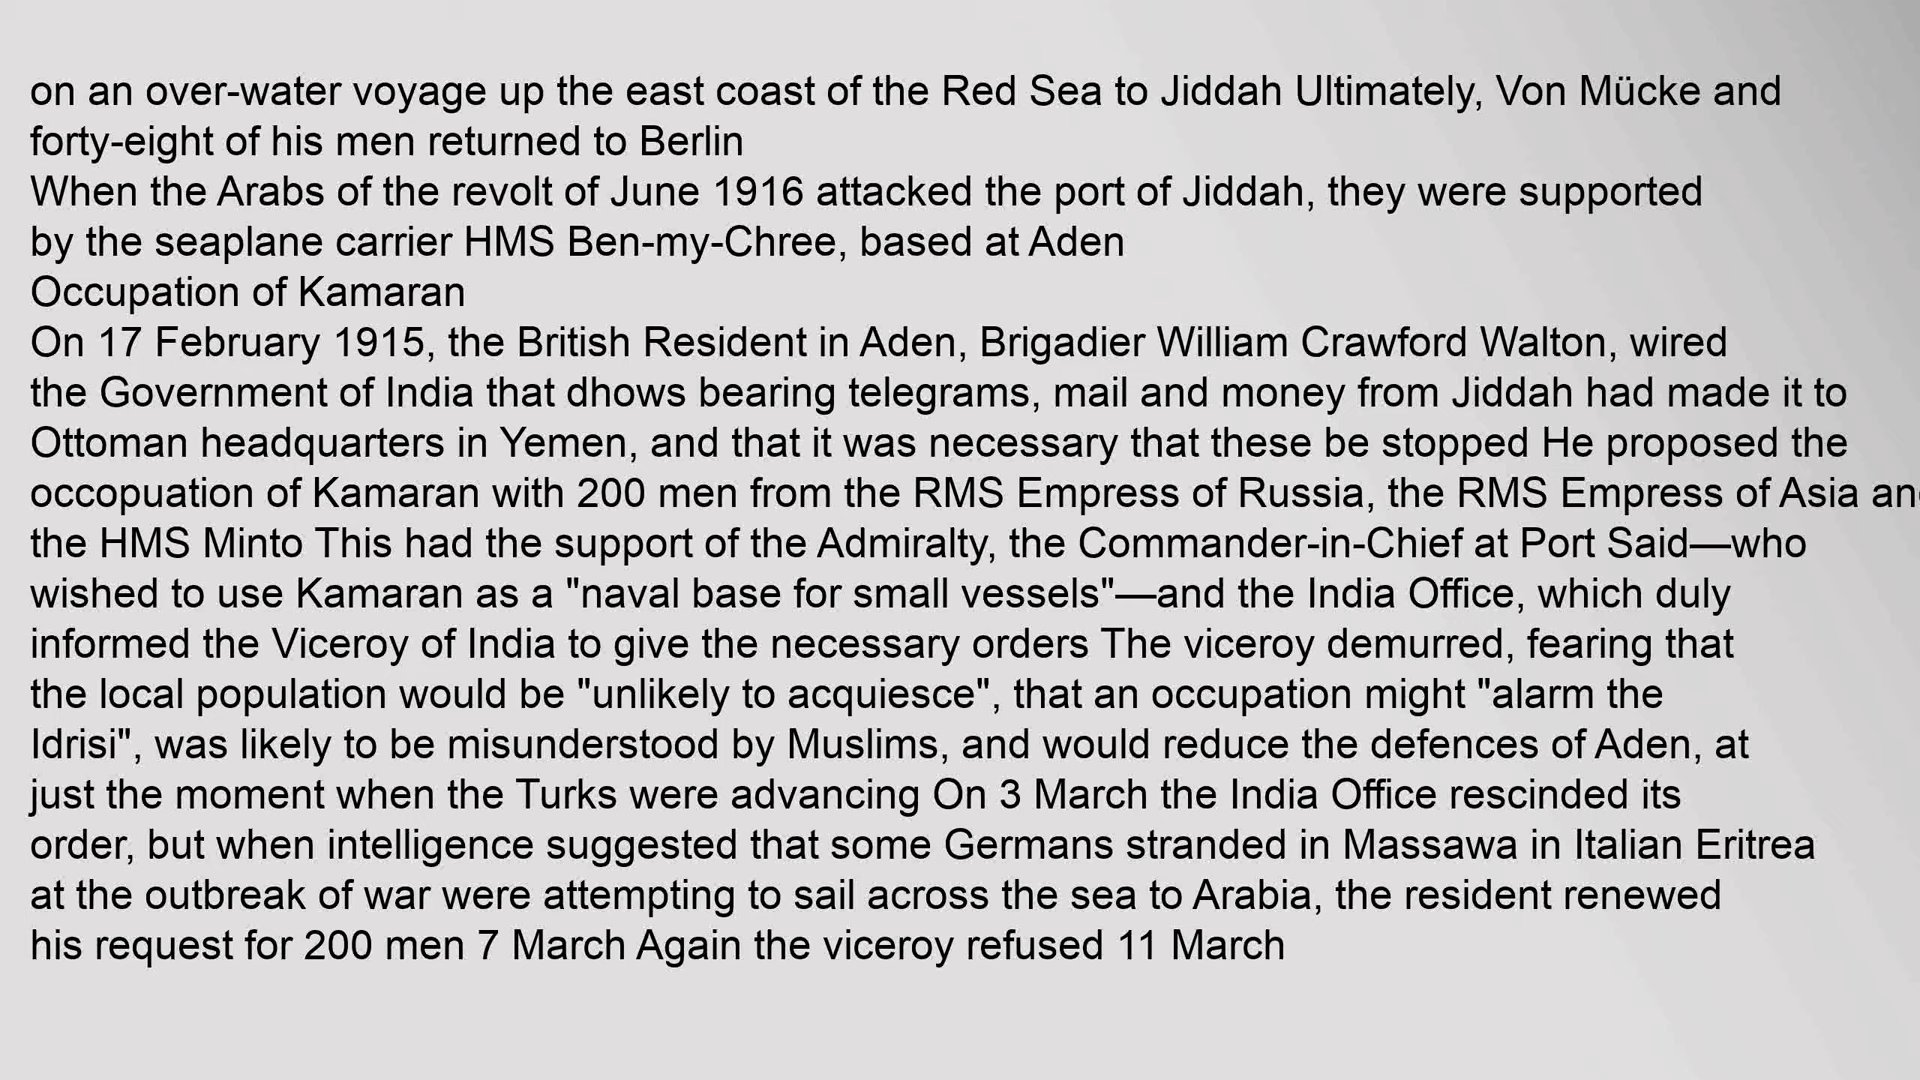 on an over-water voyage up the east coast of the Red Sea to Jiddah Ultimately, Von Mücke and
forty-eight of his men returned to Berlin
When the Arabs of the revolt of June 1916 attacked the port of Jiddah, they were supported
by the seaplane carrier HMS Ben-my-Chree, based at Aden
Occupation of Kamaran
On 17 February 1915, the British Resident in Aden, Brigadier William Crawford Walton, wired
the Government of India that dhows bearing telegrams, mail and money from Jiddah had made it to
Ottoman headquarters in Yemen, and that it was necessary that these be stopped He proposed the
occopuation of Kamaran with 200 men from the RMS Empress of Russia, the RMS Empress of Asia and
the HMS Minto This had the support of the Admiralty, the Commander-in-Chief at Port Said—who
wished to use Kamaran as a "naval base for small vessels"—and the India Office, which duly
informed the Viceroy of India to give the necessary orders The viceroy demurred, fearing that
the local population would be "unlikely to acquiesce", that an occupation might "alarm the
Idrisi", was likely to be misunderstood by Muslims, and would reduce the defences of Aden, at
just the moment when the Turks were advancing On 3 March the India Office rescinded its
order, but when intelligence suggested that some Germans stranded in Massawa in Italian Eritrea
at the outbreak of war were attempting to sail across the sea to Arabia, the resident renewed
his request for 200 men 7 March Again the viceroy refused 11 March